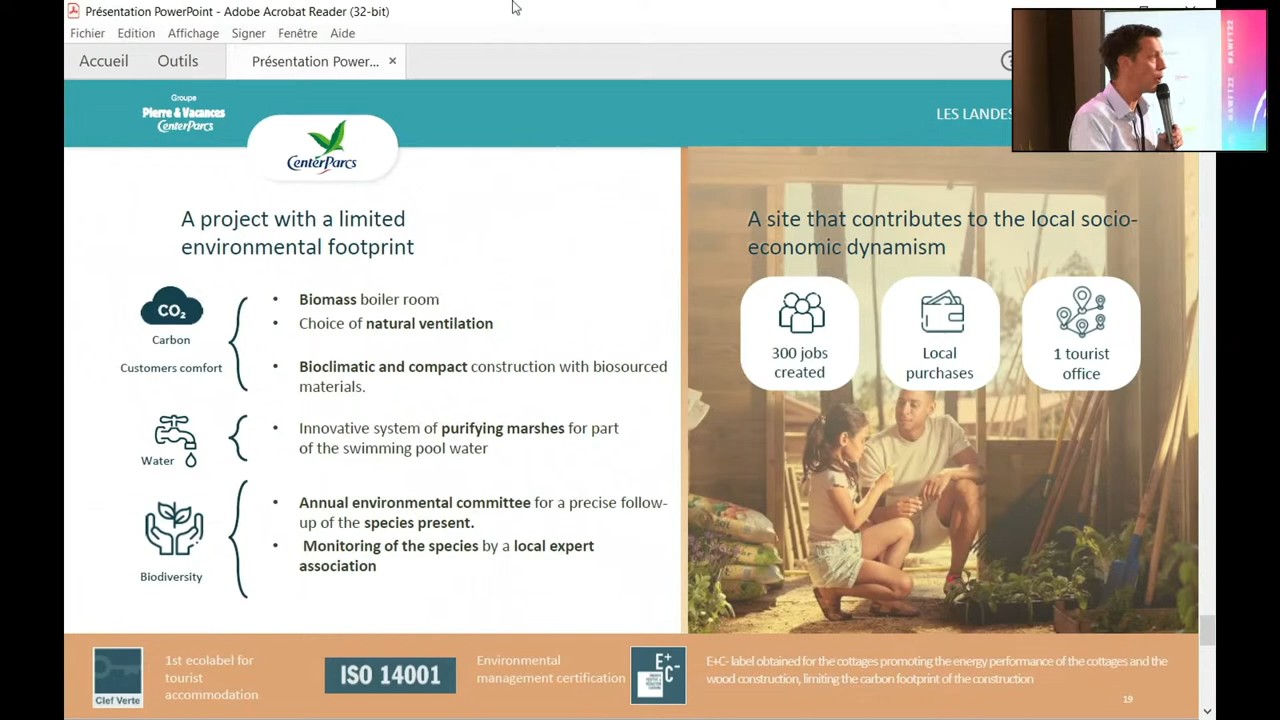 Présentation PowerPoint - Adobe Acrobat Reader (32-bit)
Fichier Edition Affichage Signer Fenêtre Aide
Accueil Outils Présentation Power... ×
Groupe
Pierre & Vacances
CenterParcs
LES LANDES
#AWFT22
#AWFT22
CenterParcs
A project with a limited
environmental footprint
CO₂
Carbon
Customers comfort
• Biomass boiler room
• Choice of natural ventilation
• Bioclimatic and compact construction with biosourced
materials.
Water
• Innovative system of purifying marshes for part
of the swimming pool water
Biodiversity
• Annual environmental committee for a precise follow-
up of the species present.
• Monitoring of the species by a local expert
association
A site that contributes to the local socio-
economic dynamism
300 jobs
created
Local
purchases
1 tourist
office
Clef Verte
1st ecolabel for
tourist
accommodation
ISO 14001
Environmental
management certification
E+
C-
E+C- label obtained for the cottages promoting the energy performance of the cottages and the
wood construction, limiting the carbon footprint of the construction
19